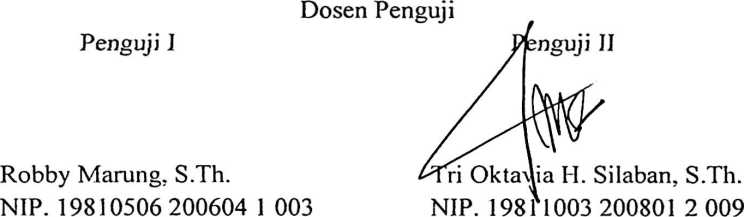 Dosen Penguji
Penguji I Penguji II
Robby Marung, S.Th. Tri Oktavia H. Silaban, S.Th.
NIP. 19810506 200604 1 003 NIP. 19811003 200801 2 009